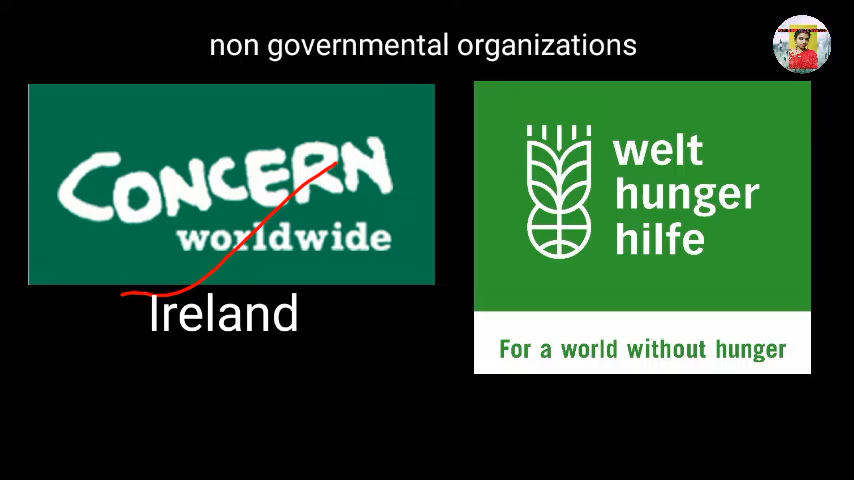 non governmental organizations
CONCERN
worldwide
Ireland
welt
hunger
hilfe
For a world without hunger